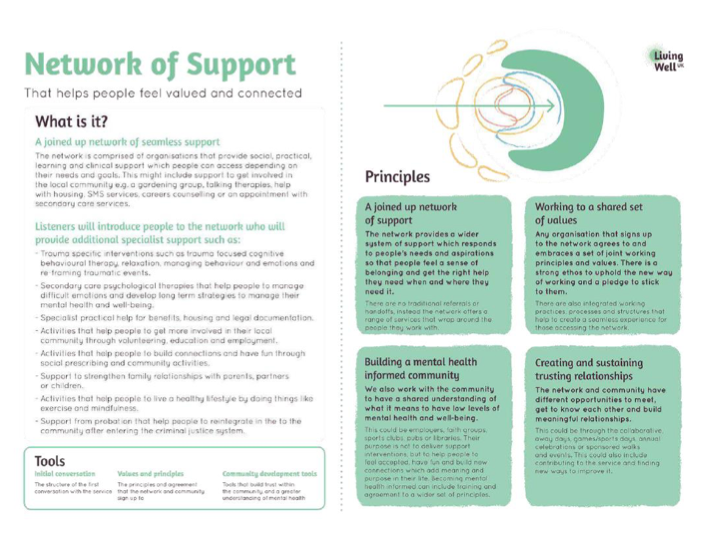 Network of Support
That helps people feel valued and connected
What is it?
A joined up network of seamless support
The network is comprised of organisations that provide social, practical,
learning and clinical support which people can access depending on
their needs and goals. This might include support to get involved in
the local community e.g. a gardening group, talking therapies, help
with housing, SMS services, careers counselling or an appointment with
secondary care services.
Listeners will introduce people to the network who will
provide additional specialist support such as:
- Trauma specific interventions such as trauma focused cognitive
behavioural therapy, relaxation, managing behaviour and emotions and
re-framing traumatic events.
- Secondary care psychological therapies that help people to manage
difficult emotions and develop long term strategies to manage their
mental health and well-being.
- Specialist practical help for benefits, housing and legal documentation.
- Activities that help people to get more involved in their local
community through volunteering, education and employment.
- Activities that help people to build connections and have fun through
social prescribing and community activities.
- Support to strengthen family relationships with parents, partners
or children.
- Activities that help people to live a healthy lifestyle by doing things like
exercise and mindfulness.
- Support from probation that help people to reintegrate in the to the
community after entering the criminal justice system.
Tools
Initial conversation
The structure of the first
conversation with the service
Values and principles
The principles and agreement
that the network and community
sign up to
Community development tools
Tools that build trust within
the community and a greater
understanding of mental health
Living
Well UK
Principles
A joined up network
of support
The network provides a wider
system of support which responds
to people's needs and aspirations
so that people feel a sense of
belonging and get the right help
they need when and where they
need it.
There are no traditional referrals or
handoffs, instead the network offers a
range of services that wrap around the
people they work with.
Working to a shared set
of values
Any organisation that signs up
to the network agrees to and
embraces a set of joint working
principles and values. There is a
strong ethos to uphold the new way
of working and a pledge to stick
to them.
There are also integrated working
practices, processes and structures that
help to create a seamless experience for
those accessing the network.
Building a mental health
informed community
We also work with the community
to have a shared understanding of
what it means to have low levels of
mental health and well-being.
This could be employers, faith groups,
sports clubs, pubs or libraries. Their
purpose is not to deliver support
interventions, but to help people to
feel accepted, have fun and build new
connections which add meaning and
purpose in their life. Becoming mental
health informed can include training and
agreement to a wider set of principles.
Creating and sustaining
trusting relationships
The network and community have
different opportunities to meet,
get to know each other and build
meaningful relationships.
This could be through the collaborative,
away days, games/sports days, annual
celebrations or sponsored walks
and events. This could also include
contributing to the service and finding
new ways to improve it.